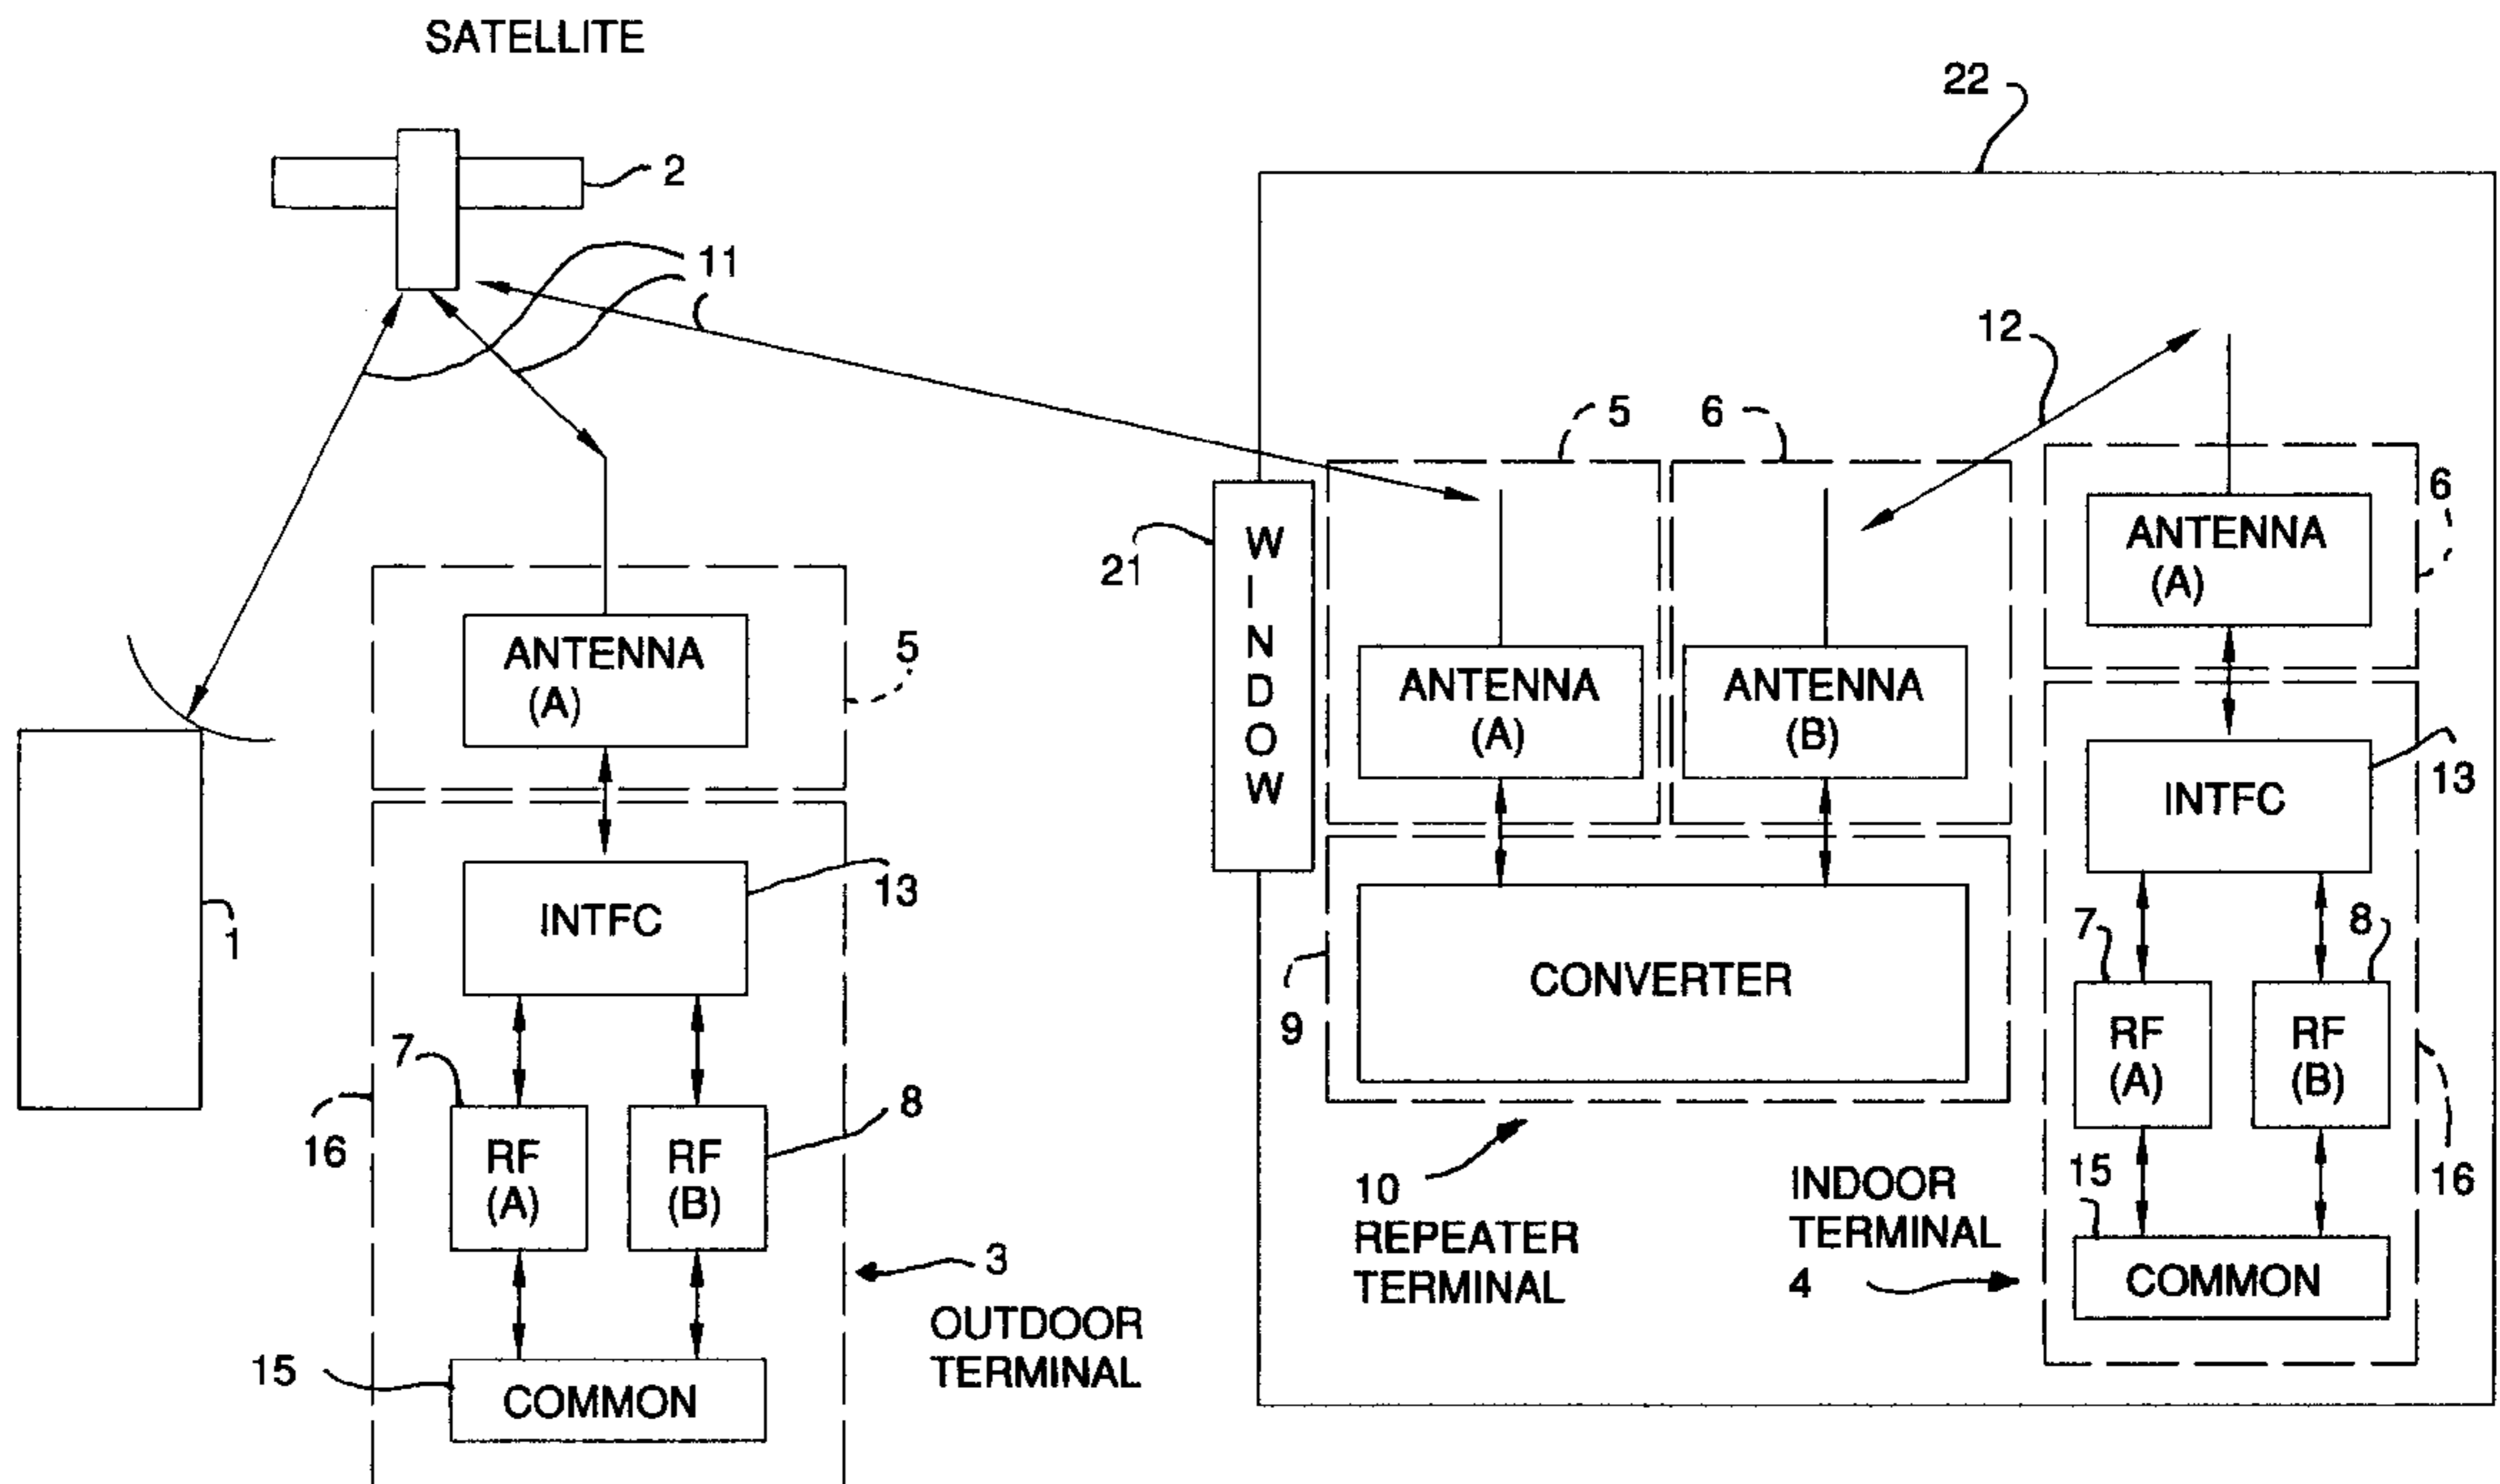 SATELLITE
2
11
1
ANTENNA
(A)
5
INTFC
13
7
8
16
RF
(A)
RF
(B)
3
OUTDOOR
TERMINAL
15
COMMON
22
12
21
WINDOW
5
6
ANTENNA
(A)
ANTENNA
(B)
9
CONVERTER
10
REPEATER
TERMINAL
INDOOR
TERMINAL
4
ANTENNA
(A)
6
INTFC
13
7
8
RF
(A)
RF
(B)
16
15
COMMON